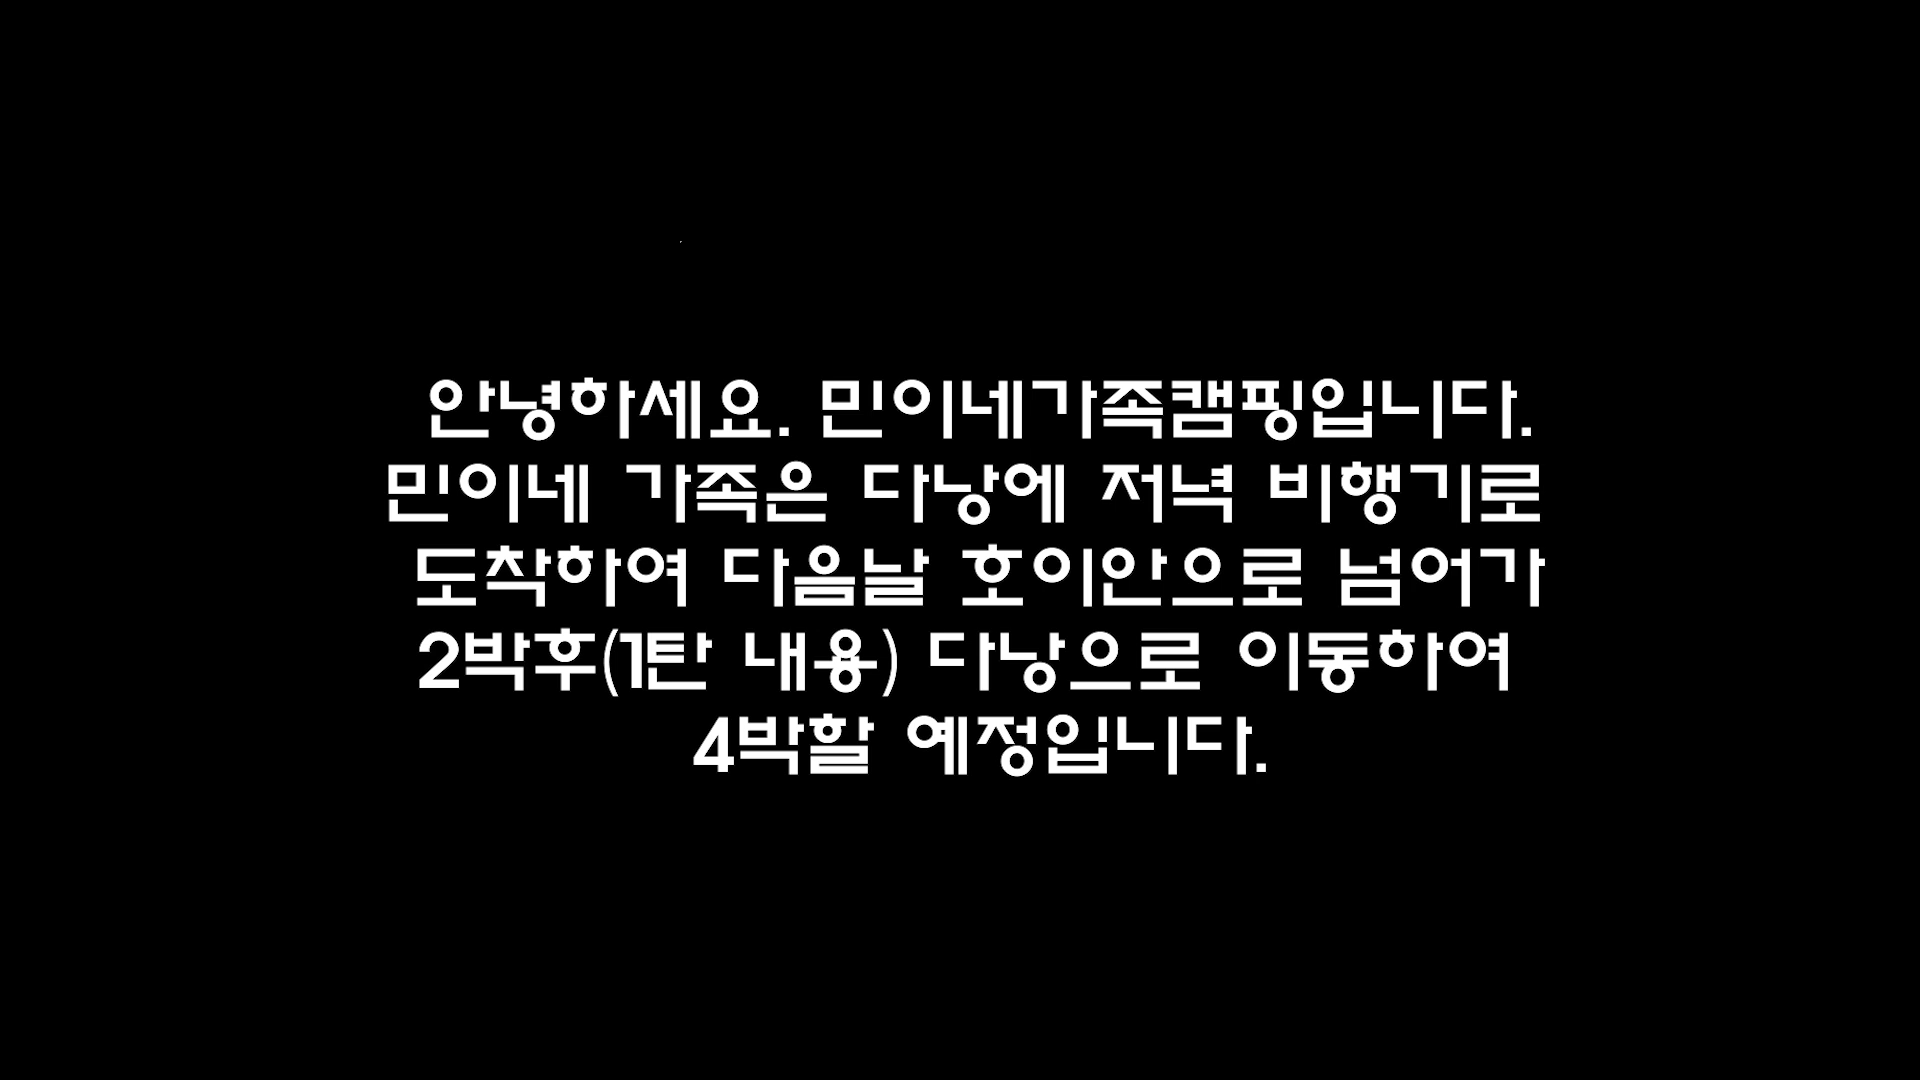 안녕하세요. 민이네가족캠핑입니다.
민이네 가족은 다낭에 저녁 비행기로
도착하여 다음날 호이안으로 넘어가
2박후(1탄 내용) 다낭으로 이동하여
4박할 예정입니다.